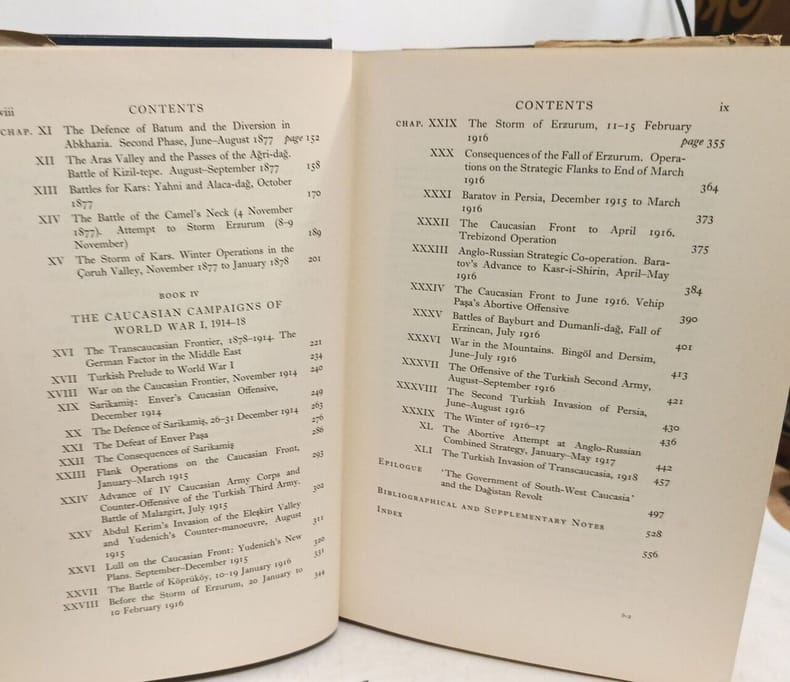 viii
CONTENTS
CHAP. XI The Defence of Batum and the Diversion in
Abkhazia. Second Phase, June–August 1877 page 152
XII The Aras Valley and the Passes of the Ağri-dağ.
Battle of Kizil-tepe. August–September 1877 158
XIII Battles for Kars: Yahni and Alaca-dağ, October
1877 170
XIV The Battle of the Camel's Neck (4 November
1877). Attempt to Storm Erzurum (8–9
November) 189
XV The Storm of Kars. Winter Operations in the
Çoruh Valley, November 1877 to January 1878 201
BOOK IV
THE CAUCASIAN CAMPAIGNS OF
WORLD WAR I, 1914–18
XVI The Transcaucasian Frontier, 1878–1914. The
German Factor in the Middle East 221
XVII Turkish Prelude to World War I 234
XVIII War on the Caucasian Frontier, November 1914 240
XIX Sarikamiş: Enver's Caucasian Offensive,
December 1914 249
XX The Defence of Sarikamiş, 26–31 December 1914 263
XXI The Defeat of Enver Paşa 276
XXII The Consequences of Sarikamiş 286
XXIII Flank Operations on the Caucasian Front,
January–March 1915 293
XXIV Advance of IV Caucasian Army Corps and
Counter-Offensive of the Turkish Third Army.
Battle of Malazgirt, July 1915 302
XXV Abdul Kerim's Invasion of the Eleşkirt Valley
and Yudenich's Counter-manoeuvre, August
1915 311
XXVI Lull on the Caucasian Front: Yudenich's New
Plans. September–December 1915 320
XXVII The Battle of Köprüköy, 10–19 January 1916 331
XXVIII Before the Storm of Erzurum, 20 January to
10 February 1916 344
CONTENTS
ix
CHAP. XXIX The Storm of Erzurum, 11–15 February
1916 page 355
XXX Consequences of the Fall of Erzurum. Opera-
tions on the Strategic Flanks to End of March
1916 364
XXXI Baratov in Persia, December 1915 to March
1916 373
XXXII The Caucasian Front to April 1916.
Trebizond Operation 375
XXXIII Anglo-Russian Strategic Co-operation. Bara-
tov's Advance to Kasr-i-Shirin, April–May
1916 384
XXXIV The Caucasian Front to June 1916. Vehip
Paşa's Abortive Offensive 390
XXXV Battles of Bayburt and Dumanli-dağ, Fall of
Erzincan, July 1916 401
XXXVI War in the Mountains. Bingöl and Dersim,
June–July 1916 413
XXXVII The Offensive of the Turkish Second Army,
August–September 1916 421
XXXVIII The Second Turkish Invasion of Persia,
June–August 1916 430
XXXIX The Winter of 1916–17 436
XL The Abortive Attempt at Anglo-Russian
Combined Strategy, January–May 1917 442
XLI The Turkish Invasion of Transcaucasia, 1918 457
EPILOGUE 'The Government of South-West Caucasia'
and the Dağistan Revolt 497
BIBLIOGRAPHICAL AND SUPPLEMENTARY NOTES 528
INDEX 556